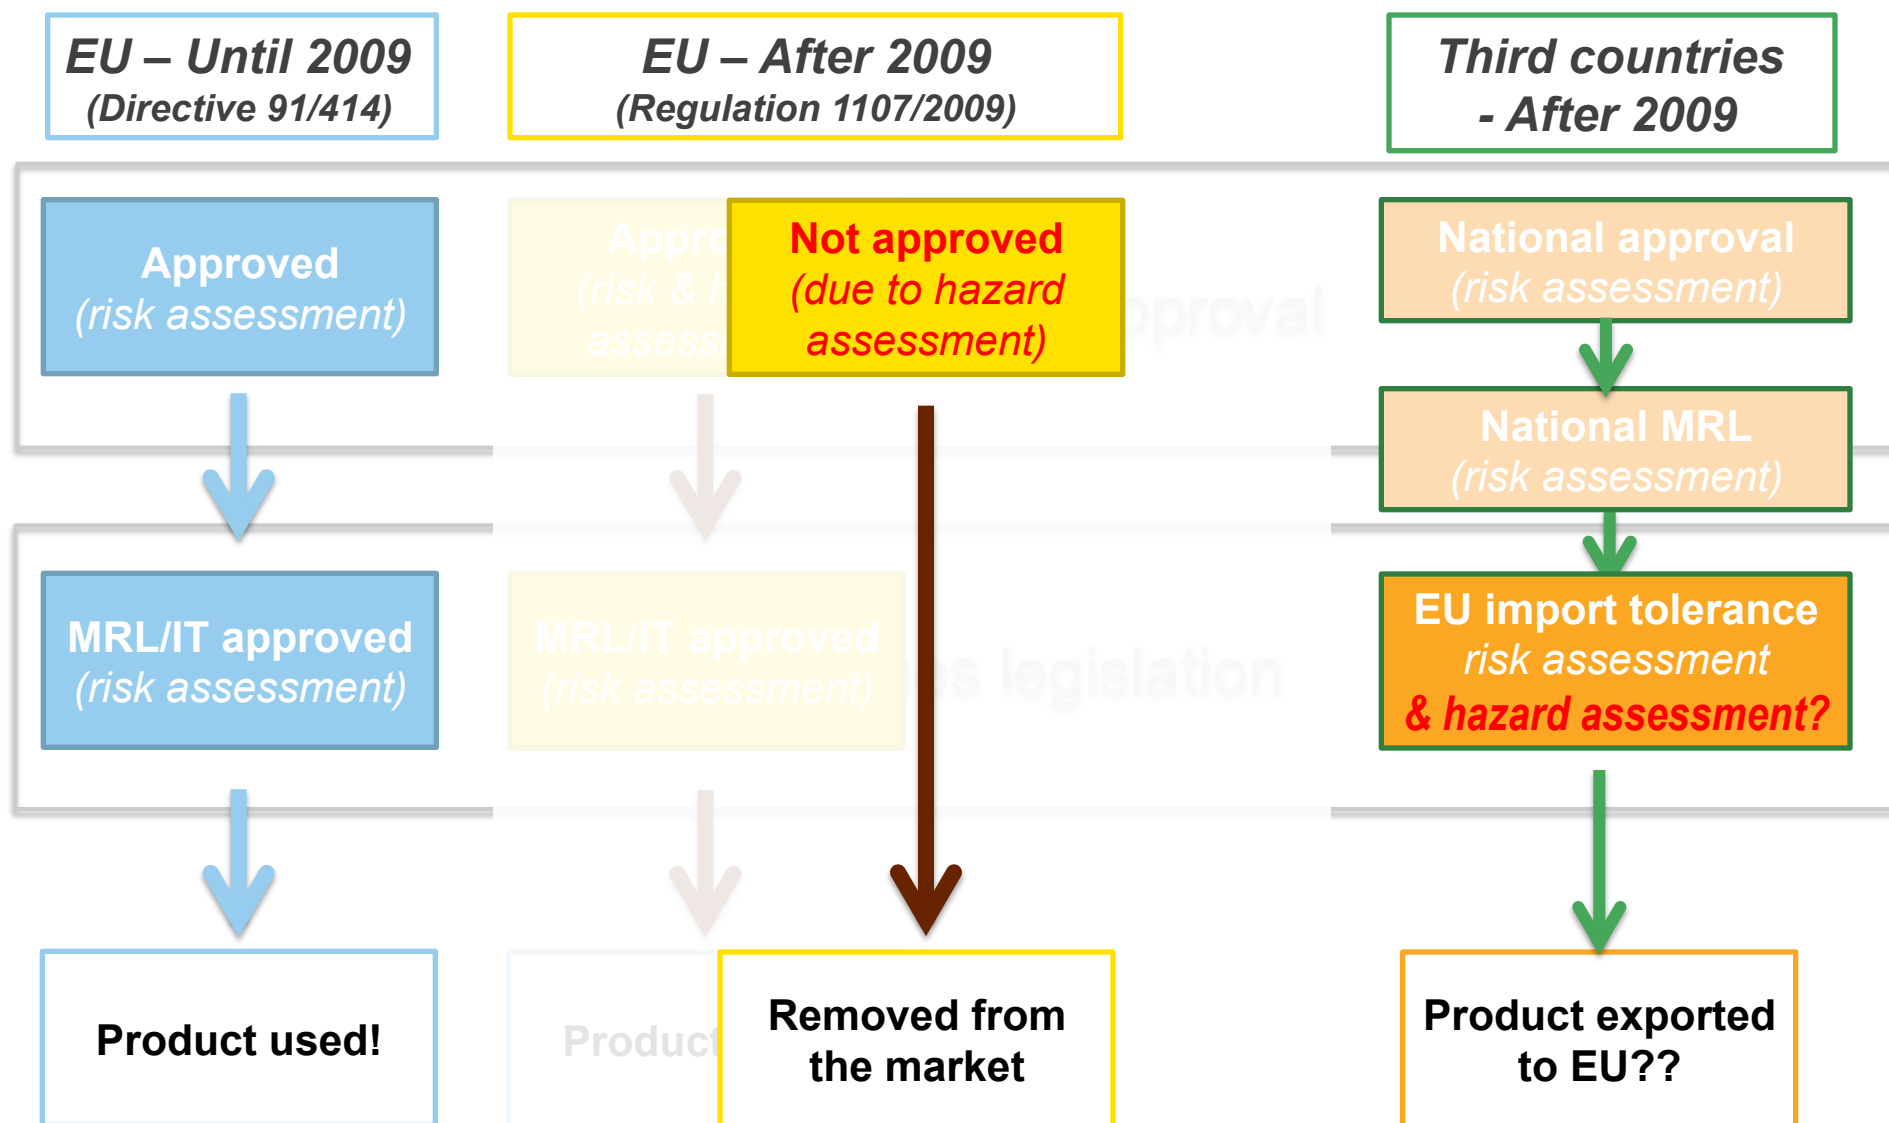 EU – Until 2009
(Directive 91/414)
EU – After 2009
(Regulation 1107/2009)
Third countries
- After 2009
Approved
(risk assessment)
(risk &
Not approved
(due to hazard
assessment)
National approval
(risk assessment)
National MRL
(risk assessment)
MRL/IT approved
(risk assessment)
MRL/IT approved
(risk assessment)
legislation
EU import tolerance
risk assessment
& hazard assessment?
Product used!
Product
Removed from
the market
Product exported
to EU??